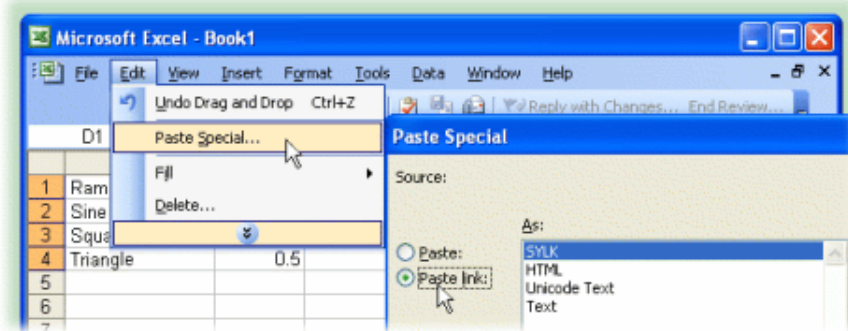 Microsoft Excel - Book1
File Edit View Insert Format Tools Data Window Help
Undo Drag and Drop Ctrl+Z
Reply with Changes... End Review...
D1
Paste Special...
Paste Special
Fill
Source:
Delete...
As:
1 Ram
2 Sine
3 Squa
4 Triangle 0.5
5
6
7
Paste:
Paste link:
SYLK
HTML
Unicode Text
Text